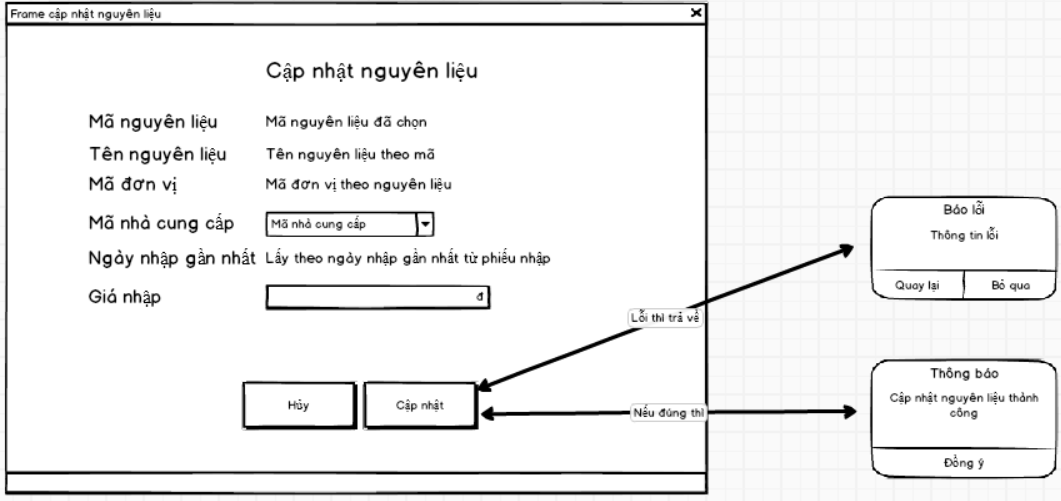 Frame cập nhật nguyên liệu
Cập nhật nguyên liệu
Mã nguyên liệu Mã nguyên liệu đã chọn
Tên nguyên liệu Tên nguyên liệu theo mã
Mã đơn vị Mã đơn vị theo nguyên liệu
Mã nhà cung cấp Mã nhà cung cấp
Ngày nhập gần nhất Lấy theo ngày nhập gần nhất từ phiếu nhập
Giá nhập đ
Hủy Cập nhật
Lỗi thì trả về
Nếu đúng thì
Báo lỗi
Thông tin lỗi
Quay lại Bỏ qua
Thông báo
Cập nhật nguyên liệu thành
công
Đồng ý